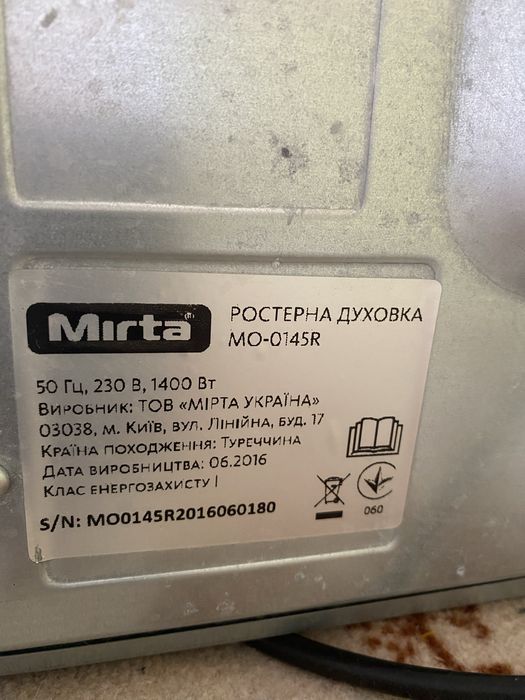 Mirta
РОСТЕРНА ДУХОВКА
MO-0145R
50 Гц, 230 В, 1400 Вт
Виробник: ТОВ «МІРТА УКРАЇНА»
03038, м. Київ, вул. Лінійна, буд. 17
Країна походження: Туреччина
Дата виробництва: 06.2016
Клас енергозахисту I
060
S/N: MO0145R2016060180